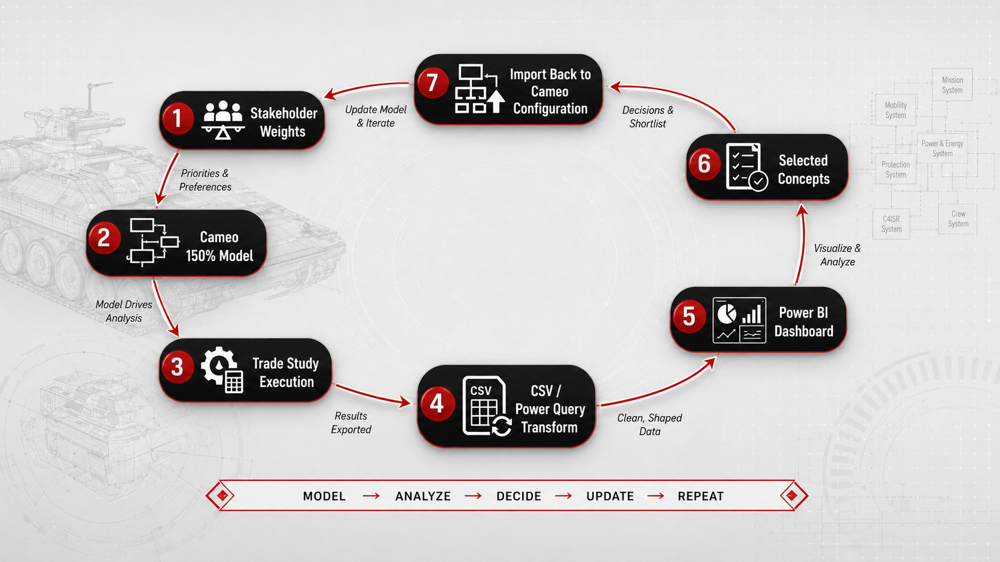 1
Stakeholder
Weights
Priorities &
Preferences
2
Cameo
150% Model
Model Drives
Analysis
3
Trade Study
Execution
Results
Exported
4
CSV
CSV /
Power Query
Transform
Clean, Shaped
Data
5
Power BI
Dashboard
Visualize &
Analyze
6
Selected
Concepts
Decisions &
Shortlist
7
Import Back to
Cameo
Configuration
Update Model
& Iterate
Mission
System
Mobility
System
Power & Energy
System
Protection
System
C4ISR
System
Crew
System
MODEL → ANALYZE → DECIDE → UPDATE → REPEAT